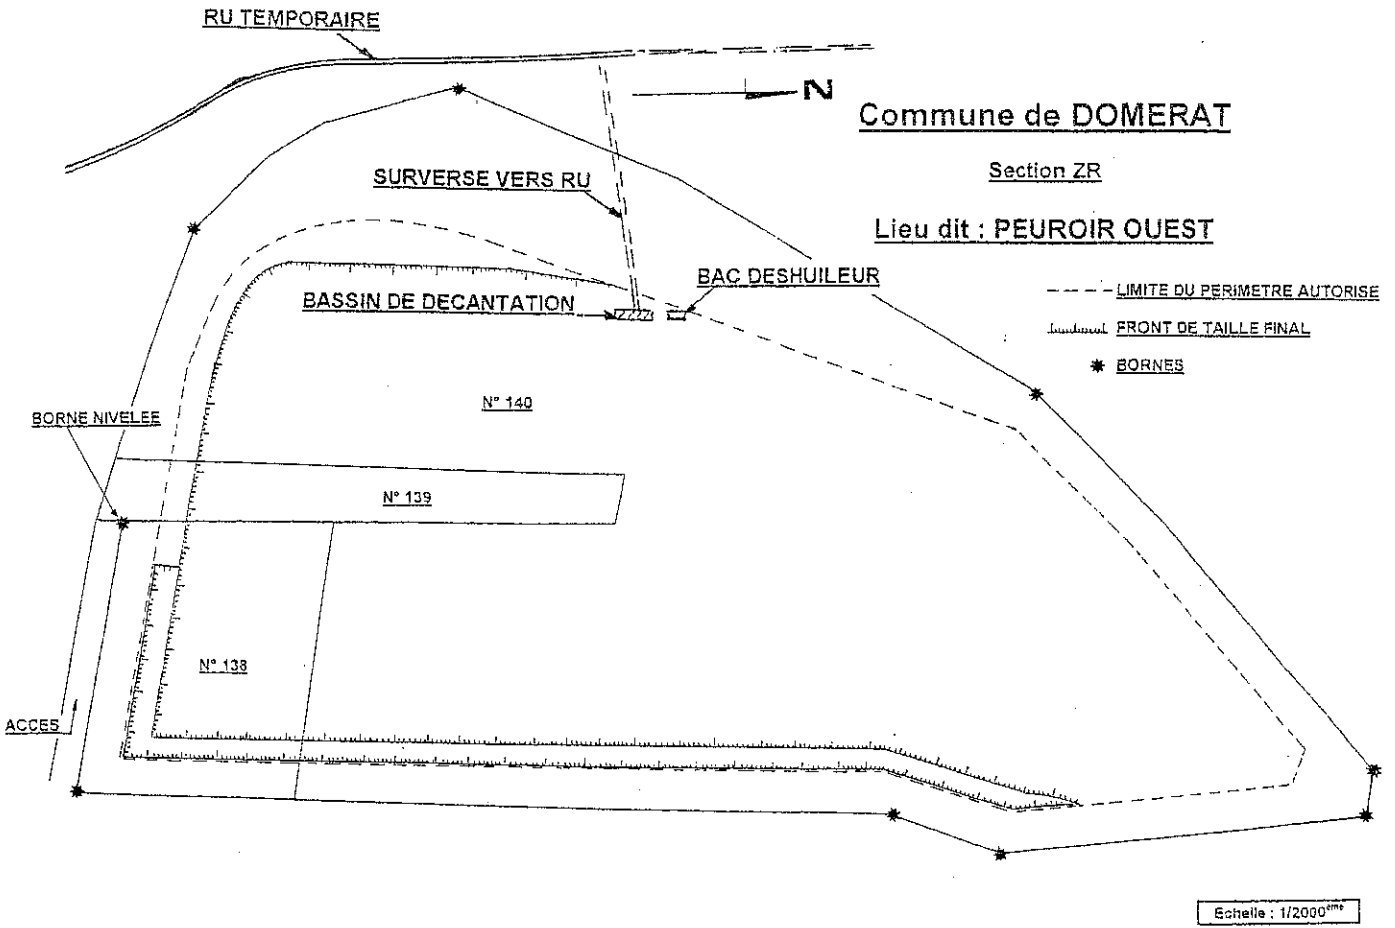 RU TEMPORAIRE
N
Commune de DOMERAT
Section ZR
SURVERSE VERS RU
Lieu dit : PEUROIR OUEST
BAC DESHUILEUR
BASSIN DE DECANTATION
LIMITE DU PERIMETRE AUTORISE
FRONT DE TAILLE FINAL
BORNES
N° 140
BORNE NIVELEE
N° 139
N° 138
ACCES
Echelle : 1/2000ème